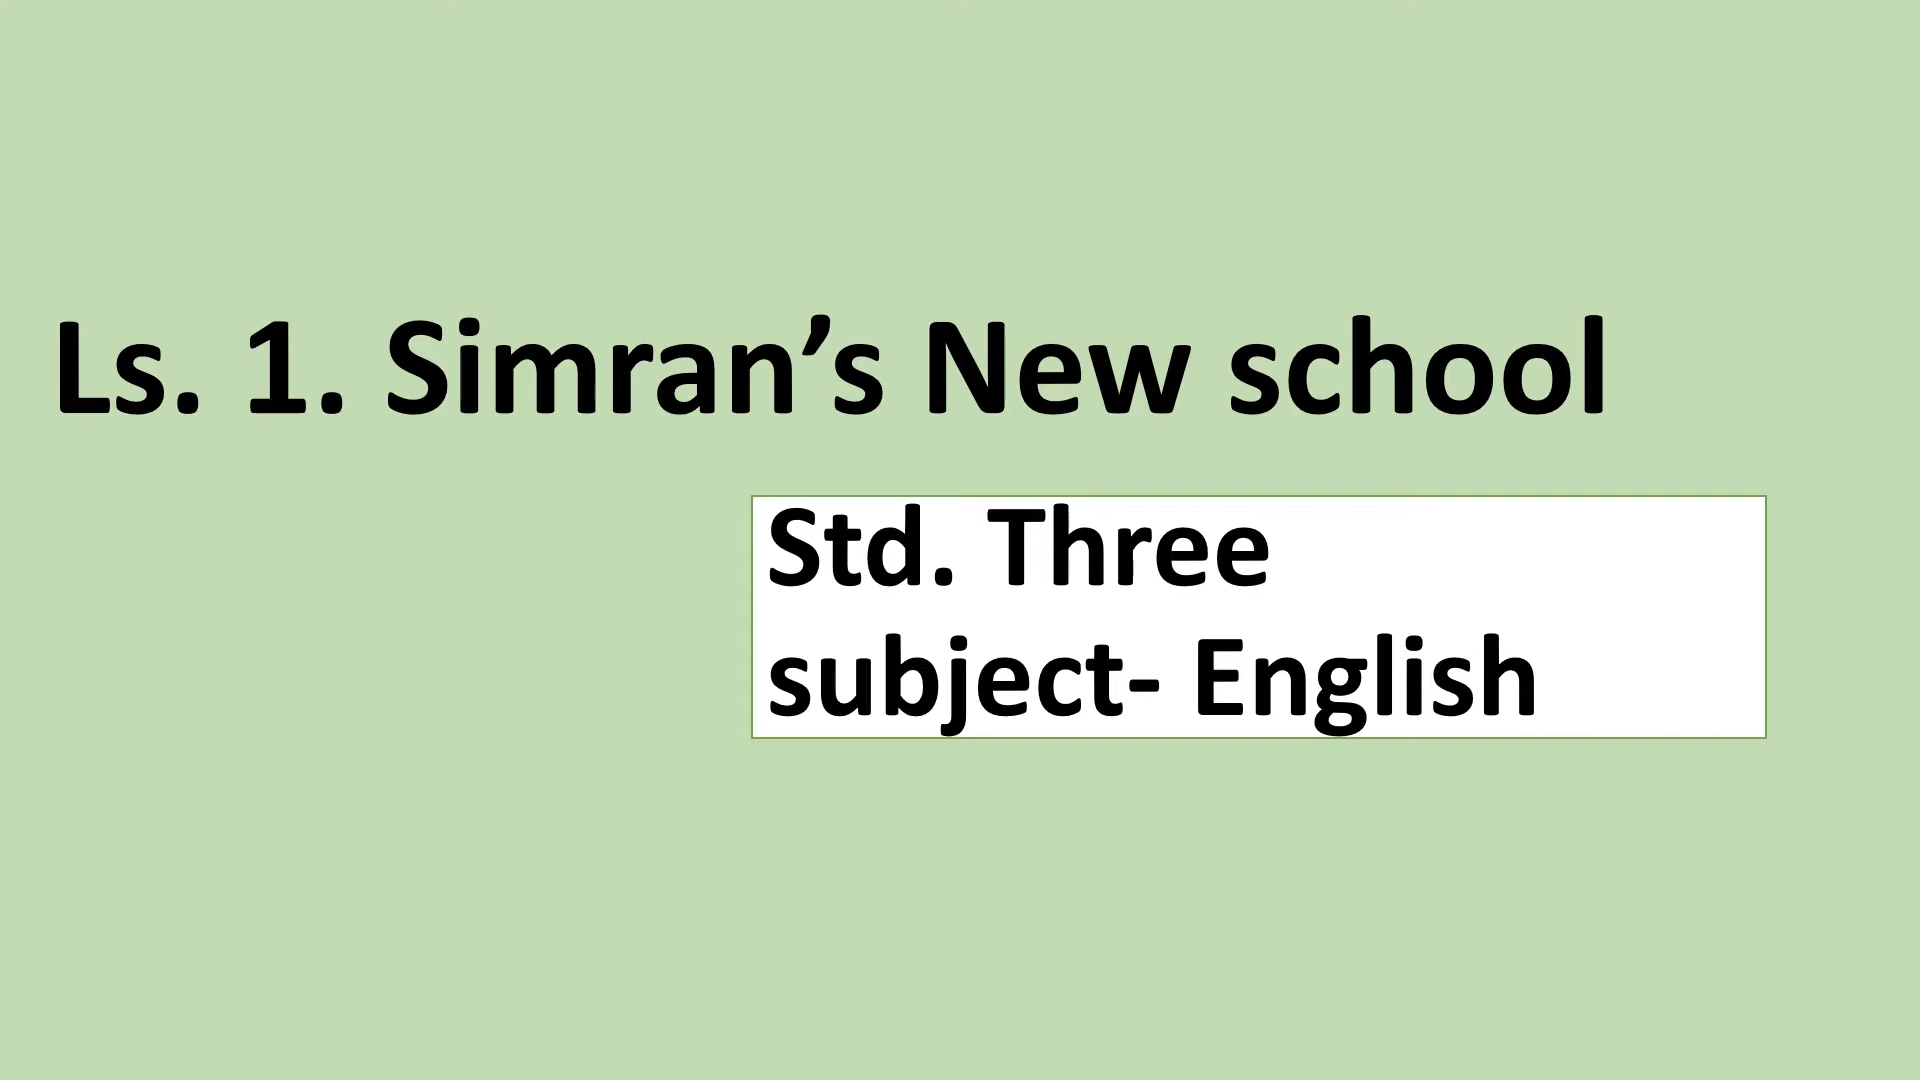 Ls. 1. Simran’s New school
Std. Three
subject- English